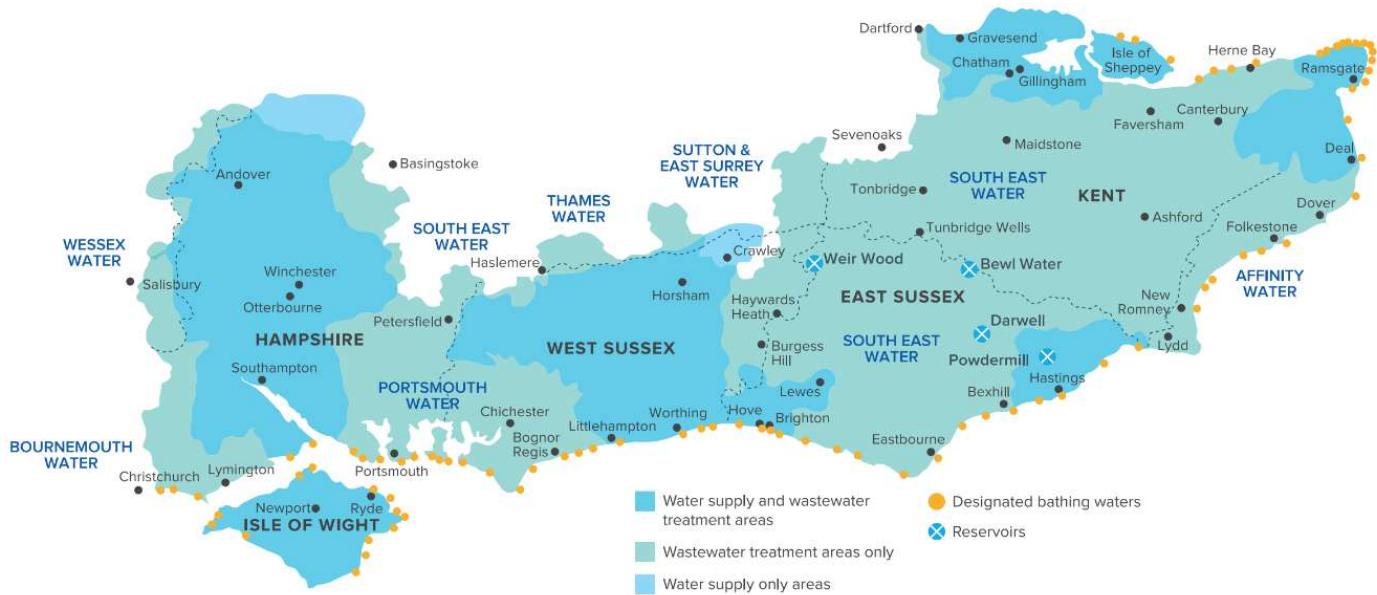 Dartford
Gravesend
Chatham
Gillingham
Isle of
Sheppey
Herne Bay
Ramsgate
Canterbury
Faversham
Sevenoaks
Maidstone
Deal
SUTTON &
EAST SURREY
WATER
Basingstoke
Andover
Tonbridge
SOUTH EAST
WATER
KENT
THAMES
WATER
Dover
Ashford
SOUTH EAST
WATER
Tunbridge Wells
Folkestone
WESSEX
WATER
Crawley
Haslemere
Weir Wood
Bewl Water
AFFINITY
WATER
Salisbury
Winchester
Otterbourne
Horsham
EAST SUSSEX
Haywards
Heath
New
Romney
Petersfield
Darwell
HAMPSHIRE
WEST SUSSEX
SOUTH EAST
WATER
Burgess
Hill
Lydd
Powdermill
Southampton
Hastings
PORTSMOUTH
WATER
Lewes
Bexhill
Chichester
Worthing
Hove
Brighton
Littlehampton
Bognor
Regis
Eastbourne
BOURNEMOUTH
WATER
Christchurch
Lymington
Portsmouth
Newport
Ryde
ISLE OF WIGHT
Water supply and wastewater
treatment areas
Wastewater treatment areas only
Water supply only areas
Designated bathing waters
Reservoirs